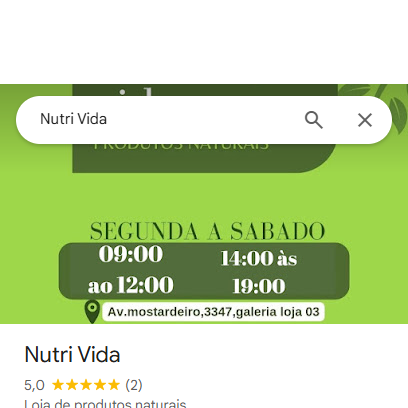 Nutri Vida
PRODUTOS NATURAIS
SEGUNDA A SABADO
09:00
ao 12:00
14:00 às
19:00
Av.mostardeiro,3347,galeria loja 03
Nutri Vida
5,0 (2)
Loja de produtos naturais